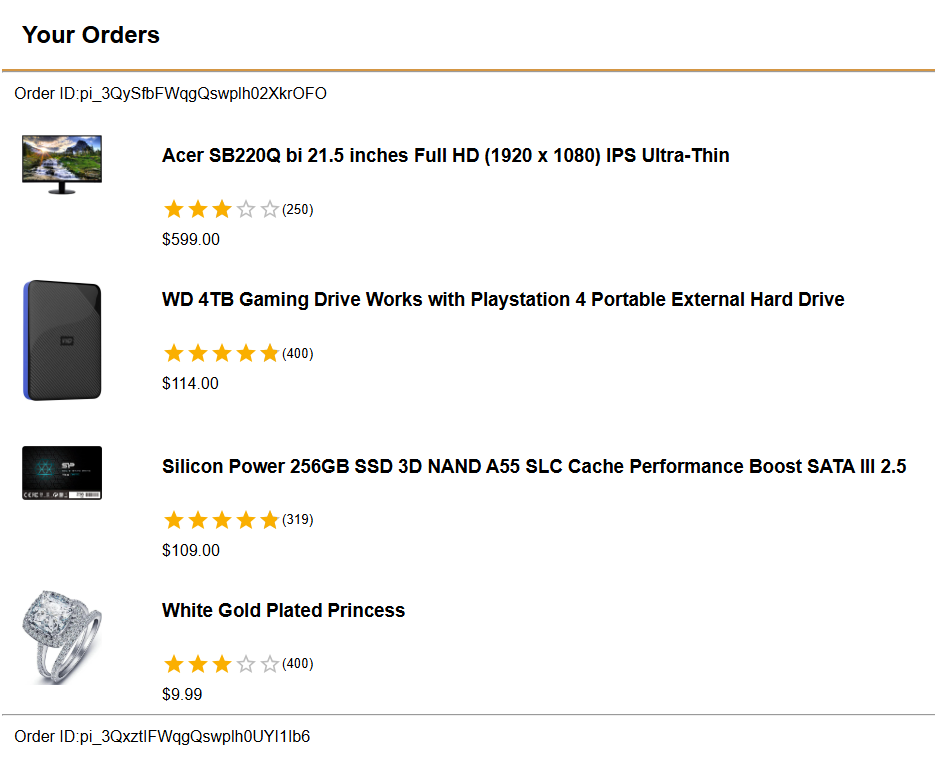 Your Orders
Order ID:pi_3QySfbFWqgQswplh02XkrOFO
Acer SB220Q bi 21.5 inches Full HD (1920 x 1080) IPS Ultra-Thin
(250)
$599.00
WD 4TB Gaming Drive Works with Playstation 4 Portable External Hard Drive
WD
(400)
$114.00
Silicon Power 256GB SSD 3D NAND A55 SLC Cache Performance Boost SATA III 2.5
SP
(319)
$109.00
White Gold Plated Princess
(400)
$9.99
Order ID:pi_3QxztlFWqgQswplh0UYI1Ib6